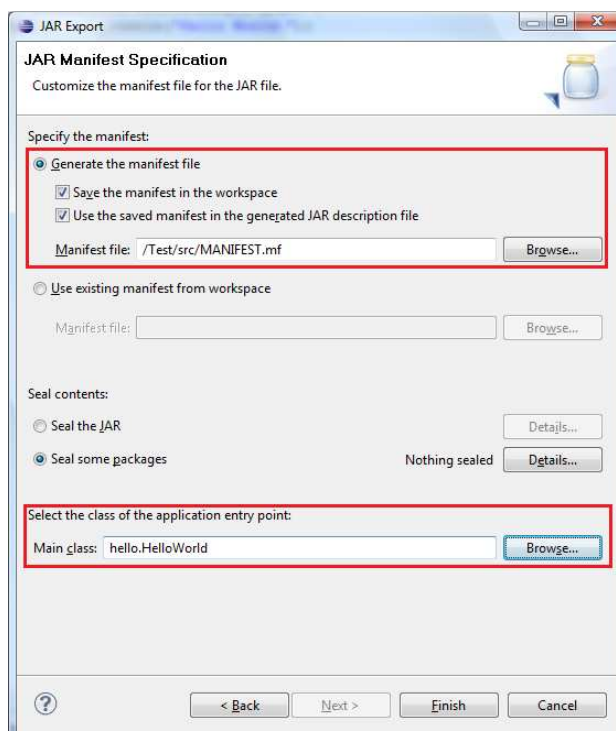 JAR Export
JAR Manifest Specification
Customize the manifest file for the JAR file.
Specify the manifest:
Generate the manifest file
Save the manifest in the workspace
Use the saved manifest in the generated JAR description file
Manifest file: /Test/src/MANIFEST.mf Browse...
Use existing manifest from workspace
Manifest file: Browse...
Seal contents:
Seal the JAR Details...
Seal some packages Nothing sealed Details...
Select the class of the application entry point:
Main class: hello.HelloWorld Browse...
? < Back Next > Finish Cancel